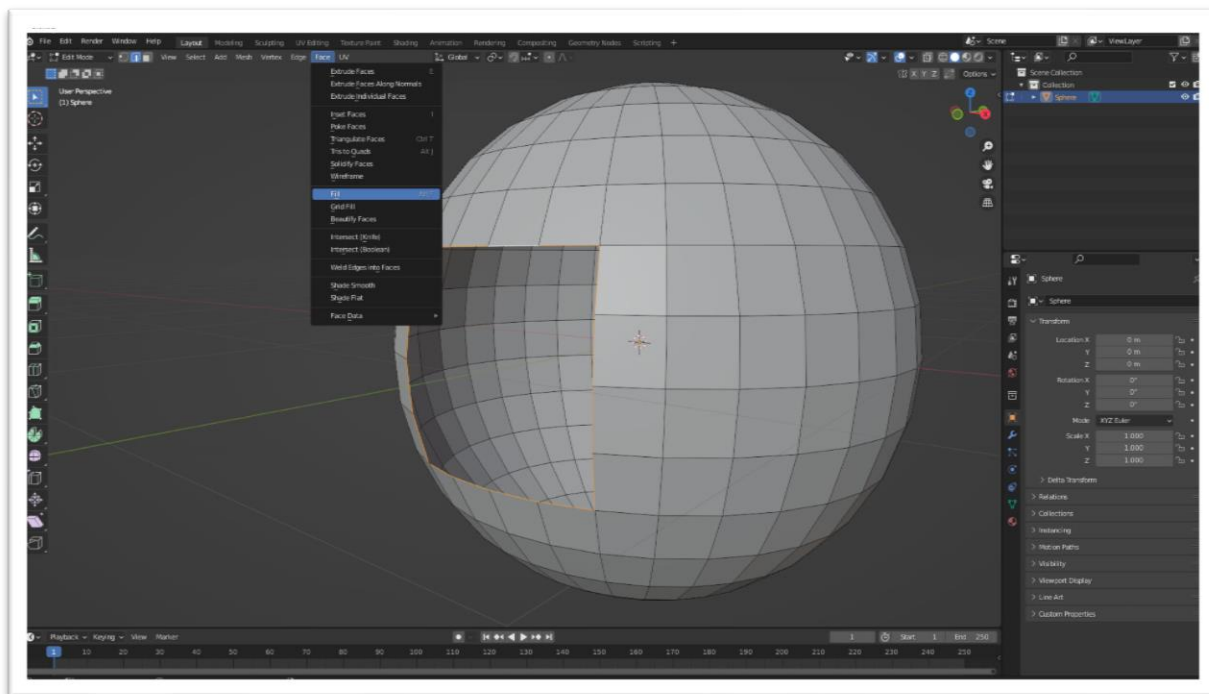 File Edit Render Window Help Layout Modeling Sculpting UV Editing Texture Paint Shading Animation Rendering Compositing Geometry Nodes Scripting + Scene ViewLayer
Edit Mode View Select Add Mesh Vertex Edge Face UV Global
X Y Z Options
User Perspective
(1) Sphere
Extrude Faces E
Extrude Faces Along Normals
Extrude Individual Faces
Inset Faces I
Poke Faces
Triangulate Faces Ctrl T
Tris to Quads Alt J
Solidify Faces
Wireframe
Fill
Grid Fill
Beautify Faces
Intersect (Knife)
Intersect (Boolean)
Weld Edges into Faces
Shade Smooth
Shade Flat
Face Data
Z
Scene Collection
Collection
Sphere
Sphere
Sphere
Transform
Location X 0 m
Y 0 m
Z 0 m
Rotation X 0°
Y 0°
Z 0°
Mode XYZ Euler
Scale X 1.000
Y 1.000
Z 1.000
Delta Transform
Relations
Collections
Instancing
Motion Paths
Visibility
Viewport Display
Line Art
Custom Properties
Playback Keying View Marker 1 Start 1 End 250
1 10 20 30 40 50 60 70 80 90 100 110 120 130 140 150 160 170 180 190 200 210 220 230 240 250